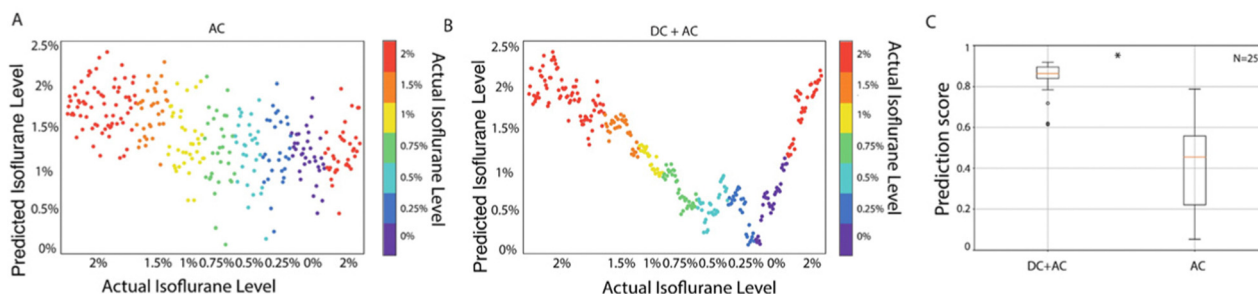 A
AC
Predicted Isoflurane Level
2.5%
2%
1.5%
1%
0.5%
0%
2% 1.5% 1% 0.75% 0.5% 0.25% 0% 2%
Actual Isoflurane Level
2%
1.5%
1%
0.75%
0.5%
0.25%
0%
Actual Isoflurane Level
B
DC + AC
Predicted Isoflurane Level
2.5%
2%
1.5%
1%
0.5%
0%
2% 1.5% 1% 0.75% 0.5% 0.25% 0% 2%
Actual Isoflurane Level
2%
1.5%
1%
0.75%
0.5%
0.25%
0%
Actual Isoflurane Level
C
Prediction score
1
0.8
0.6
0.4
0.2
0
*
N=25
DC+AC AC